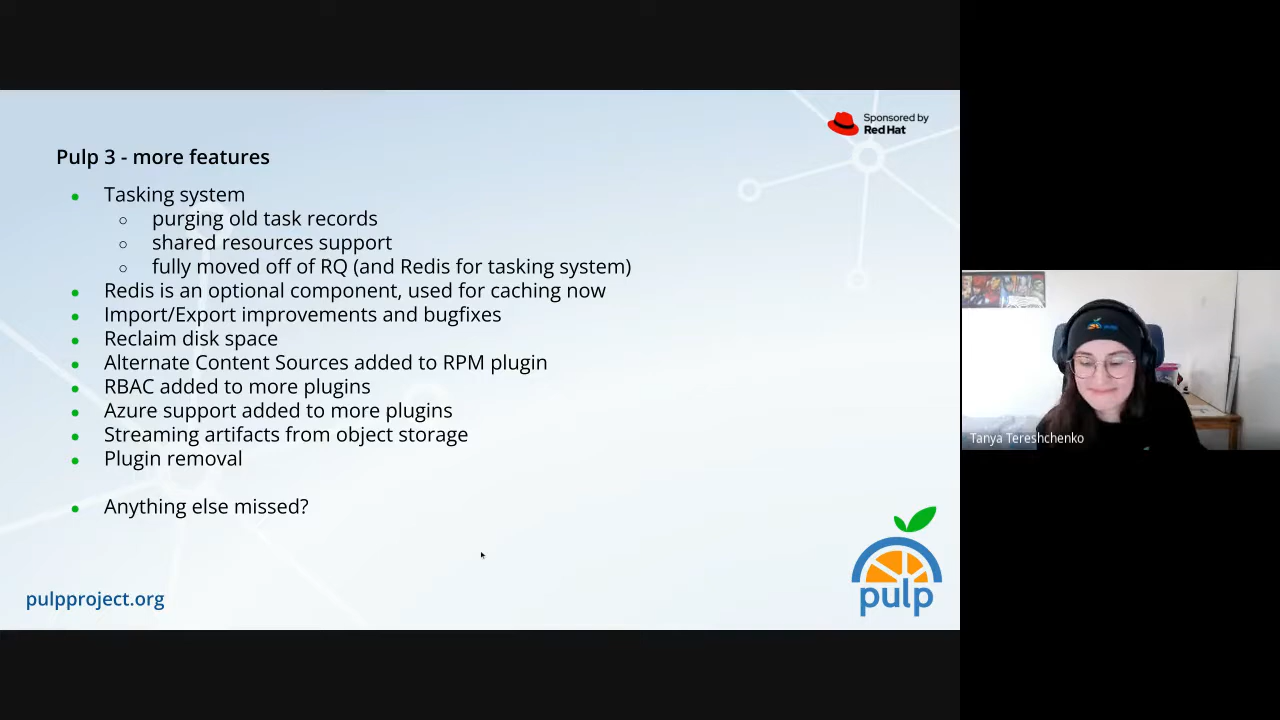 Sponsored by
Red Hat
Pulp 3 - more features
Tasking system
purging old task records
shared resources support
fully moved off of RQ (and Redis for tasking system)
Redis is an optional component, used for caching now
Import/Export improvements and bugfixes
Reclaim disk space
Alternate Content Sources added to RPM plugin
RBAC added to more plugins
Azure support added to more plugins
Streaming artifacts from object storage
Plugin removal
Anything else missed?
pulpproject.org
pulp
Tanya Tereshchenko